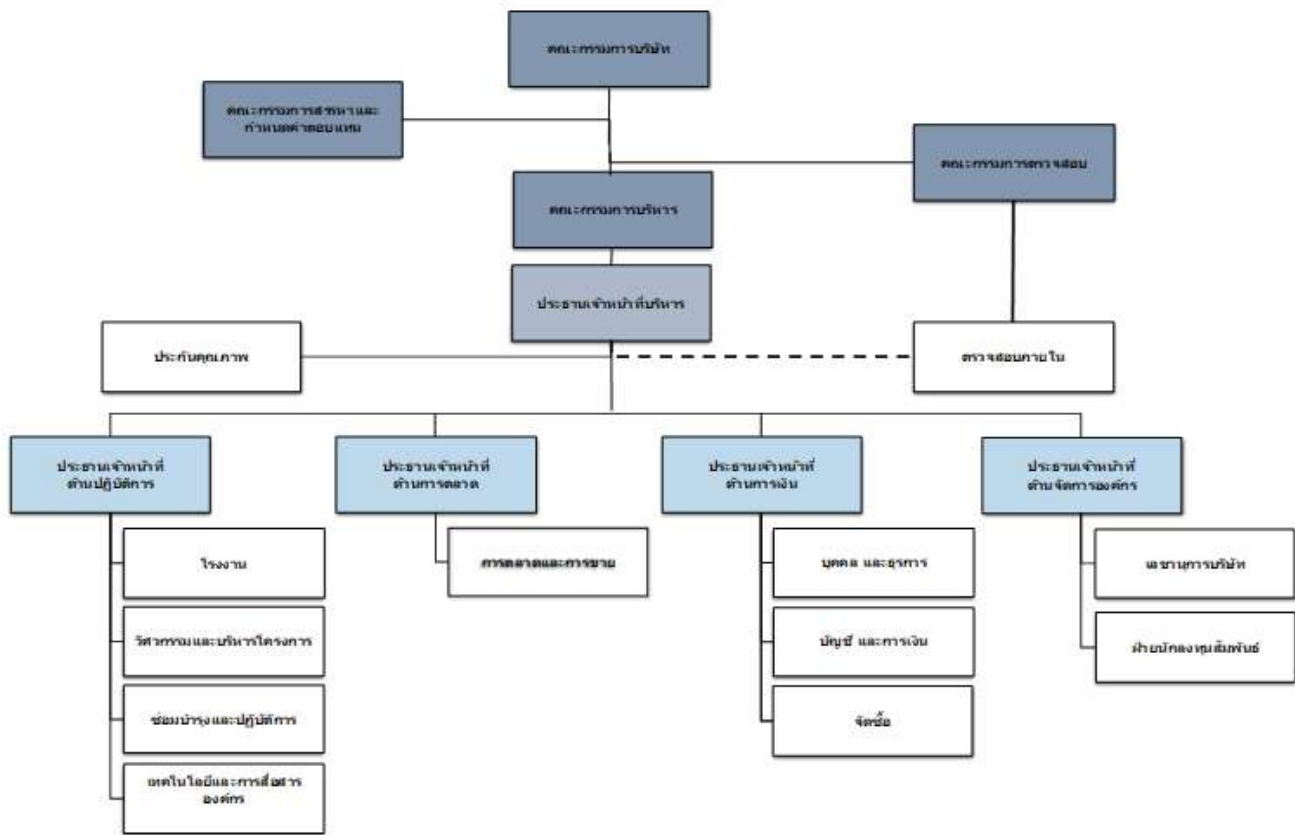 คณะกรรมการบริษัท
คณะกรรมการสรรหาและ
กำหนดค่าตอบแทน
คณะกรรมการตรวจสอบ
คณะกรรมการบริหาร
ประธานเจ้าหน้าที่บริหาร
ประกันคุณภาพ
ตรวจสอบภายใน
ประธานเจ้าหน้าที่
ด้านปฏิบัติการ
ประธานเจ้าหน้าที่
ด้านการตลาด
ประธานเจ้าหน้าที่
ด้านการเงิน
ประธานเจ้าหน้าที่
ด้านจัดการองค์กร
โรงงาน
การตลาดและการขาย
บุคคล และธุรการ
เลขานุการบริษัท
วิศวกรรมและบริหารโครงการ
บัญชี และการเงิน
ฝ่ายนักลงทุนสัมพันธ์
ซ่อมบำรุงและปฏิบัติการ
จัดซื้อ
เทคโนโลยีและการสื่อสาร
องค์กร